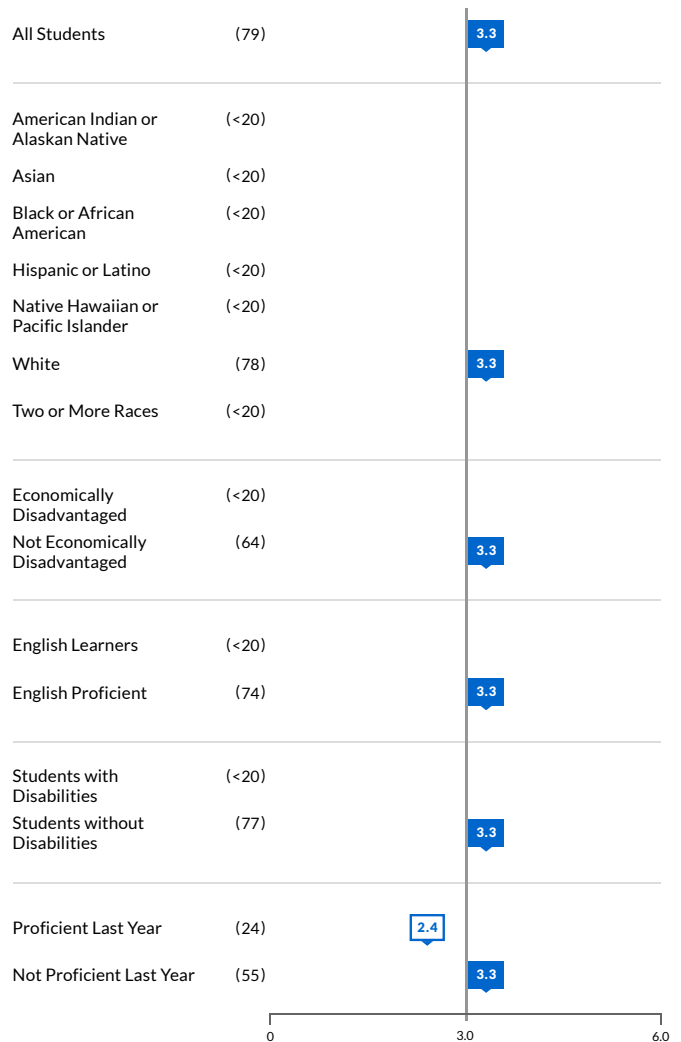 All Students (79) 3.3
American Indian or (<20)
Alaskan Native
Asian (<20)
Black or African (<20)
American
Hispanic or Latino (<20)
Native Hawaiian or (<20)
Pacific Islander
White (78) 3.3
Two or More Races (<20)
Economically (<20)
Disadvantaged
Not Economically (64) 3.3
Disadvantaged
English Learners (<20)
English Proficient (74) 3.3
Students with (<20)
Disabilities
Students without (77) 3.3
Disabilities
Proficient Last Year (24) 2.4
Not Proficient Last Year (55) 3.3
0 3.0 6.0